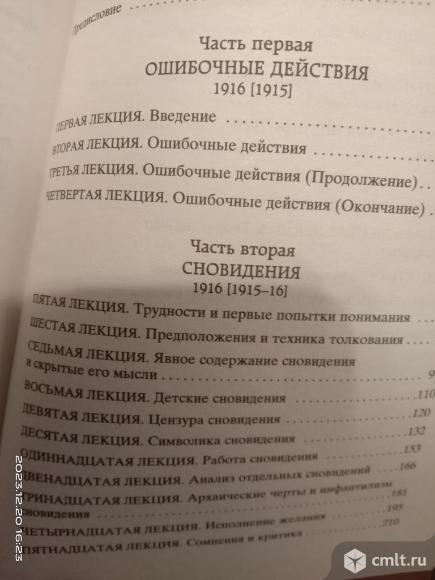 Предисловие
Часть первая
ОШИБОЧНЫЕ ДЕЙСТВИЯ
1916 [1915]
ПЕРВАЯ ЛЕКЦИЯ. Введение
ВТОРАЯ ЛЕКЦИЯ. Ошибочные действия
ТРЕТЬЯ ЛЕКЦИЯ. Ошибочные действия (Продолжение)
ЧЕТВЕРТАЯ ЛЕКЦИЯ. Ошибочные действия (Окончание)
Часть вторая
СНОВИДЕНИЯ
1916 [1915–16]
ПЯТАЯ ЛЕКЦИЯ. Трудности и первые попытки понимания
ШЕСТАЯ ЛЕКЦИЯ. Предположения и техника толкования
СЕДЬМАЯ ЛЕКЦИЯ. Явное содержание сновидения
и скрытые его мысли 9
ВОСЬМАЯ ЛЕКЦИЯ. Детские сновидения 110
ДЕВЯТАЯ ЛЕКЦИЯ. Цензура сновидения 120
ДЕСЯТАЯ ЛЕКЦИЯ. Символика сновидения 132
ОДИННАДЦАТАЯ ЛЕКЦИЯ. Работа сновидения 153
ДВЕНАДЦАТАЯ ЛЕКЦИЯ. Анализ отдельных сновидений 166
ТРИНАДЦАТАЯ ЛЕКЦИЯ. Архаические черты и инфантилизм
сновидения 181
ЧЕТЫРНАДЦАТАЯ ЛЕКЦИЯ. Исполнение желания 195
ПЯТНАДЦАТАЯ ЛЕКЦИЯ. Сомнения и критика 210
2023.12.20 16:23
cmlt.ru